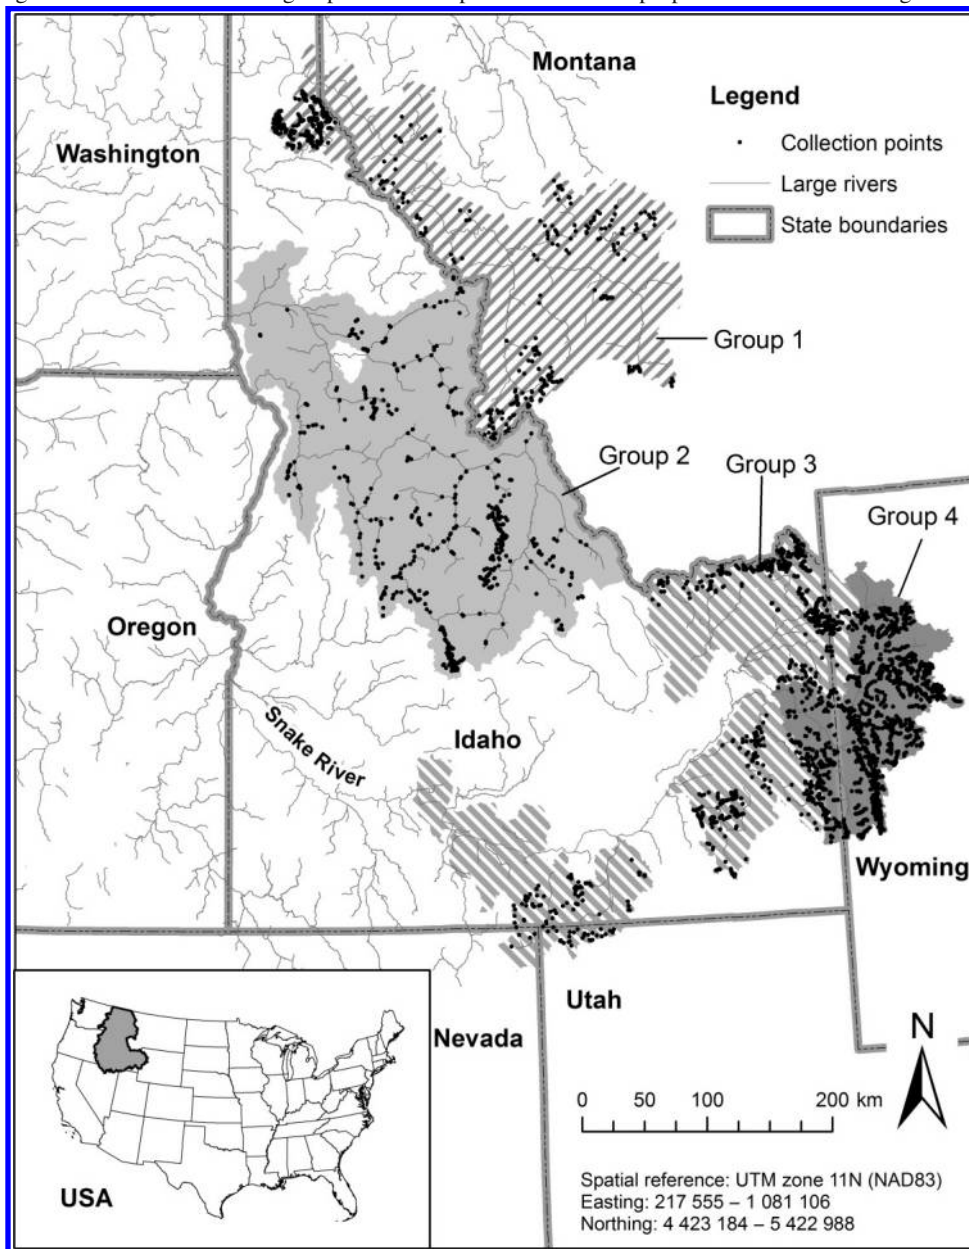 Montana
Legend
Washington
Collection points
Large rivers
State boundaries
Group 1
Group 2
Group 3
Group 4
Oregon
Snake River
Idaho
Wyoming
Utah
Nevada
N
0 50 100 200 km
USA
Spatial reference: UTM zone 11N (NAD83)
Easting: 217 555 – 1 081 106
Northing: 4 423 184 – 5 422 988